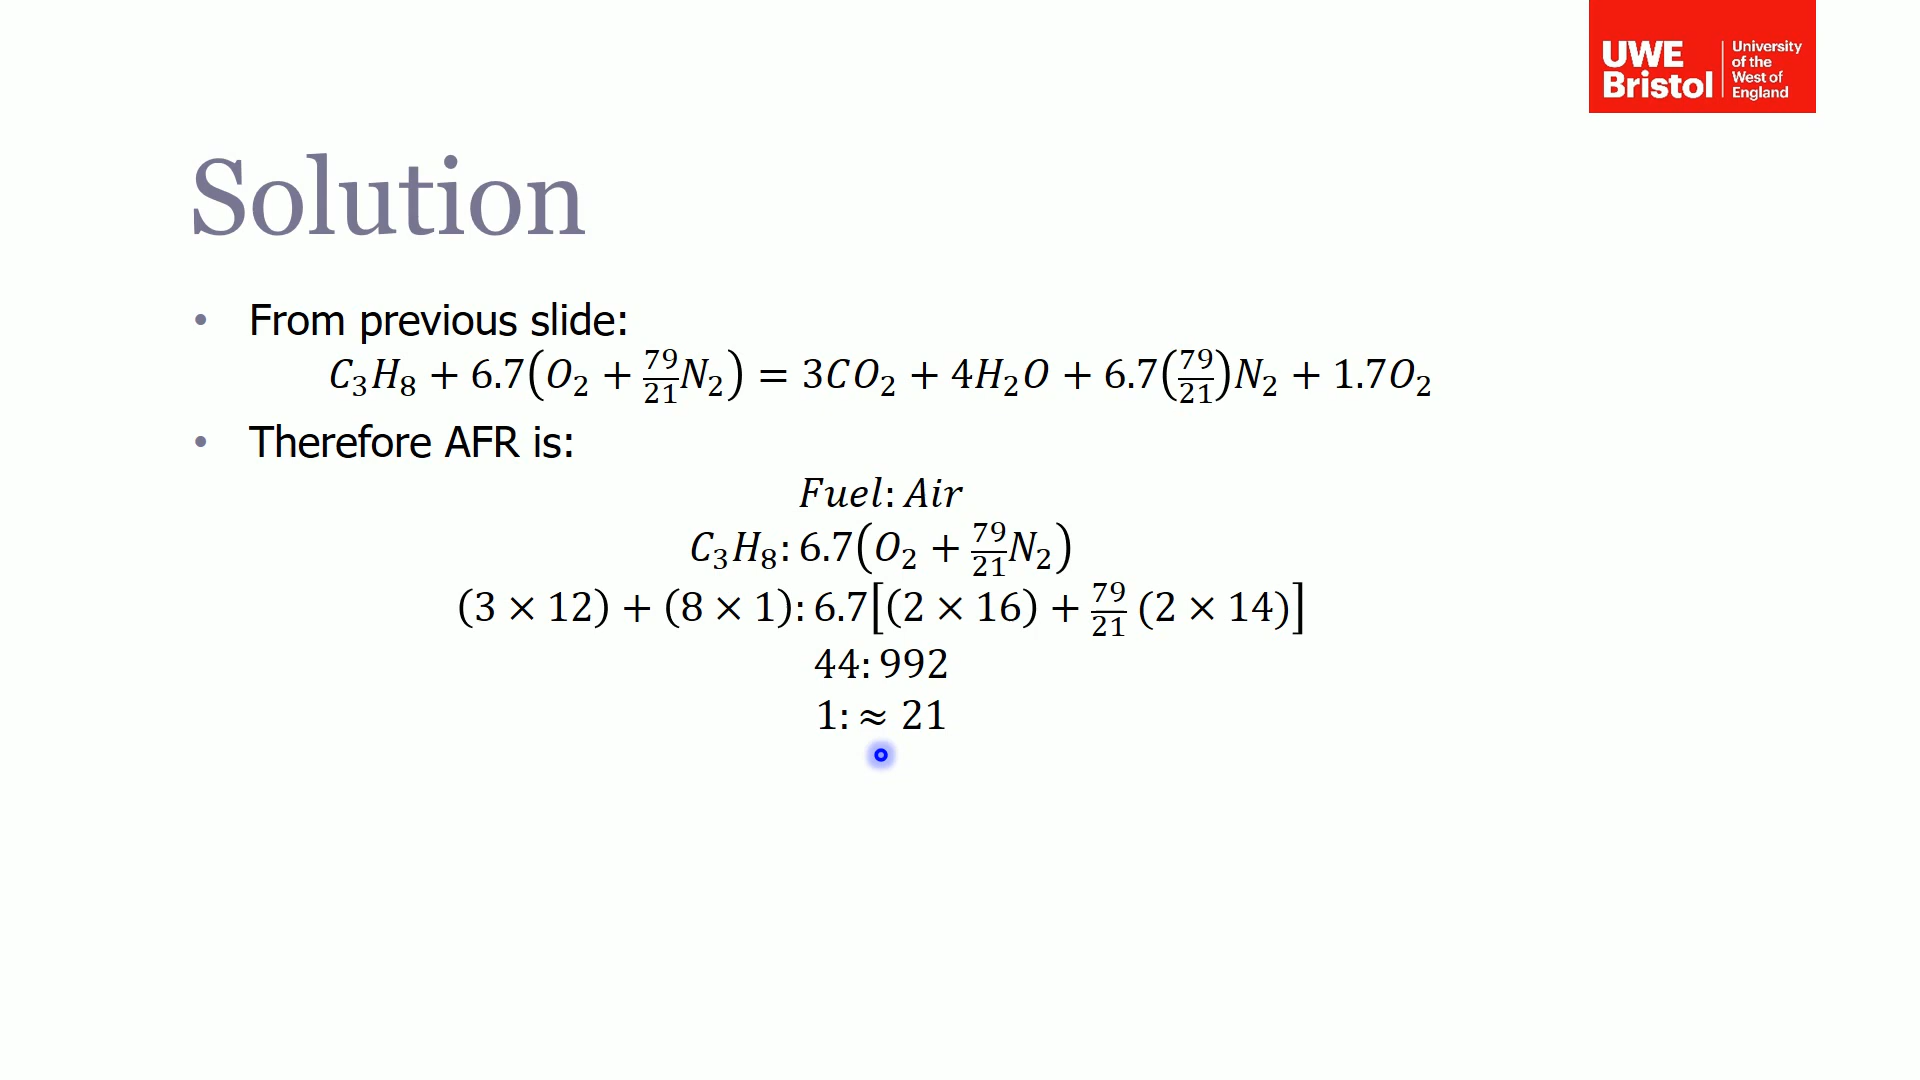 UWE Bristol | University of the West of England
Solution
• From previous slide:
C₃H₈ + 6.7(O₂ + 79/21 N₂) = 3CO₂ + 4H₂O + 6.7(79/21)N₂ + 1.7O₂
• Therefore AFR is:
Fuel: Air
C₃H₈: 6.7(O₂ + 79/21 N₂)
(3 × 12) + (8 × 1): 6.7[(2 × 16) + 79/21 (2 × 14)]
44: 992
1: ≈ 21